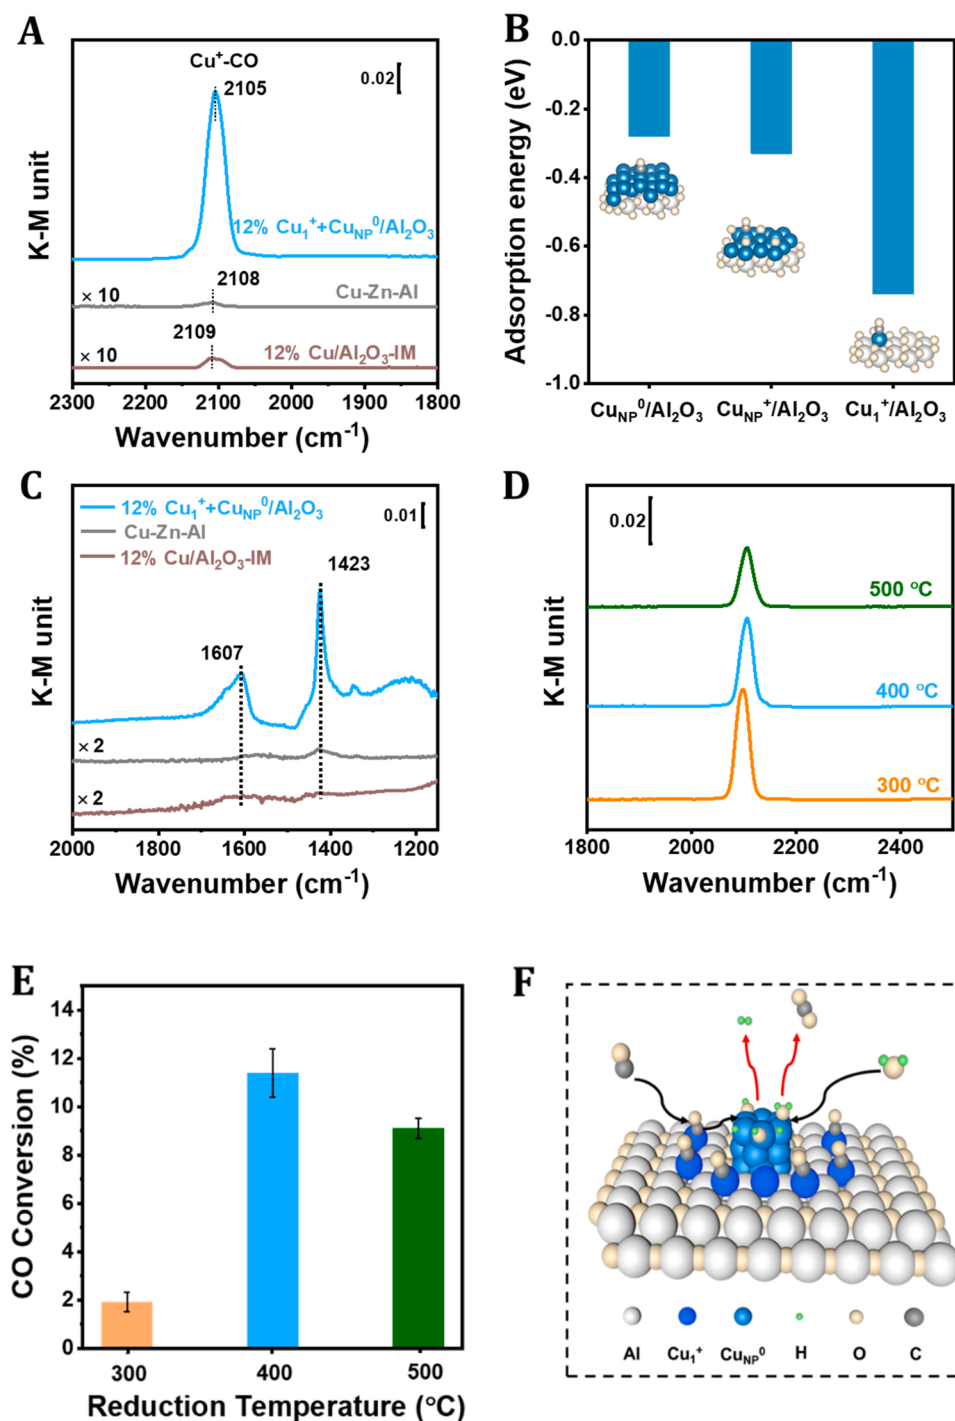 A
Cu⁺-CO
2105
0.02
12% Cu₁⁺+Cu_NP⁰/Al₂O₃
× 10
2108
Cu-Zn-Al
2109
× 10
12% Cu/Al₂O₃-IM
K-M unit
2300 2200 2100 2000 1900 1800
Wavenumber (cm⁻¹)
B
0.0
-0.2
-0.4
-0.6
-0.8
-1.0
Adsorption energy (eV)
Cu_NP⁰/Al₂O₃ Cu_NP⁺/Al₂O₃ Cu₁⁺/Al₂O₃
C
12% Cu₁⁺+Cu_NP⁰/Al₂O₃
Cu-Zn-Al
12% Cu/Al₂O₃-IM
0.01
1423
1607
× 2
× 2
K-M unit
2000 1800 1600 1400 1200
Wavenumber (cm⁻¹)
D
0.02
500 °C
400 °C
300 °C
K-M unit
1800 2000 2200 2400
Wavenumber (cm⁻¹)
E
14
12
10
8
6
4
2
0
CO Conversion (%)
300 400 500
Reduction Temperature (°C)
F
Al Cu₁⁺ Cu_NP⁰ H O C